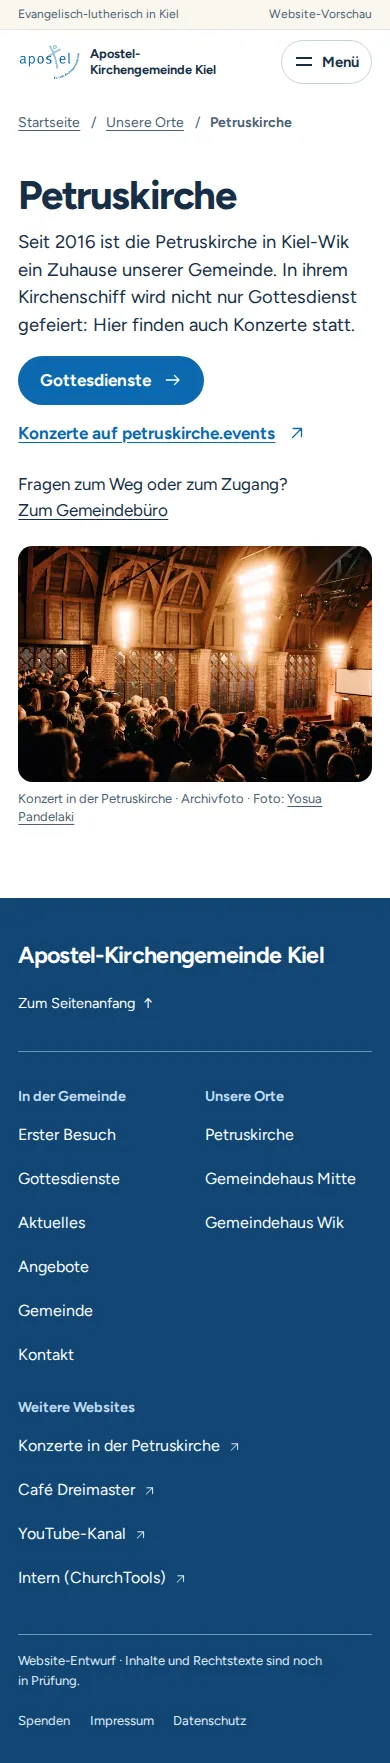 Evangelisch-lutherisch in Kiel
Website-Vorschau
apostel
Apostel-
Kirchengemeinde Kiel
Menü
Startseite / Unsere Orte / Petruskirche
Petruskirche
Seit 2016 ist die Petruskirche in Kiel-Wik
ein Zuhause unserer Gemeinde. In ihrem
Kirchenschiff wird nicht nur Gottesdienst
gefeiert: Hier finden auch Konzerte statt.
Gottesdienste →
Konzerte auf petruskirche.events ↗
Fragen zum Weg oder zum Zugang?
Zum Gemeindebüro
Konzert in der Petruskirche · Archivfoto · Foto: Yosua
Pandelaki
Apostel-Kirchengemeinde Kiel
Zum Seitenanfang ↑
In der Gemeinde
Erster Besuch
Gottesdienste
Aktuelles
Angebote
Gemeinde
Kontakt
Unsere Orte
Petruskirche
Gemeindehaus Mitte
Gemeindehaus Wik
Weitere Websites
Konzerte in der Petruskirche ↗
Café Dreimaster ↗
YouTube-Kanal ↗
Intern (ChurchTools) ↗
Website-Entwurf · Inhalte und Rechtstexte sind noch
in Prüfung.
Spenden Impressum Datenschutz